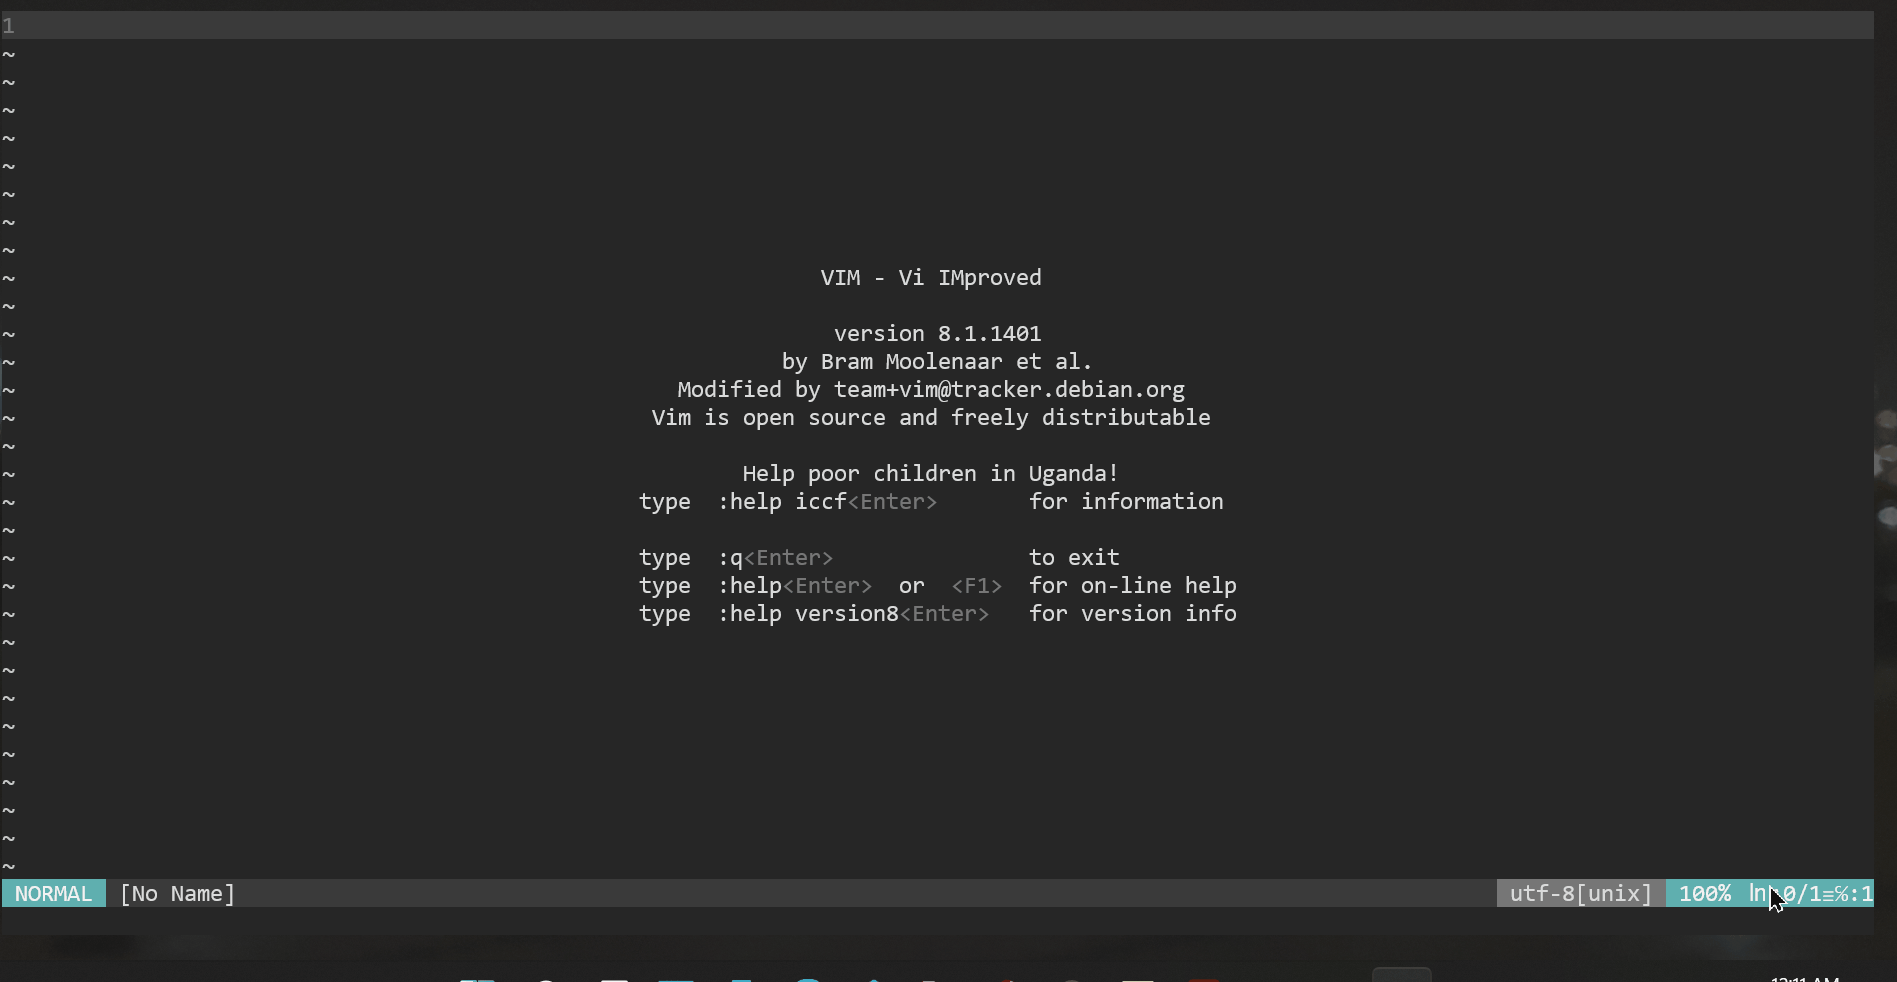 1
~
~
~
~
~
~
~
~
~ VIM - Vi IMproved
~
~ version 8.1.1401
~ by Bram Moolenaar et al.
~ Modified by team+vim@tracker.debian.org
~ Vim is open source and freely distributable
~
~ Help poor children in Uganda!
~ type :help iccf<Enter> for information
~
~ type :q<Enter> to exit
~ type :help<Enter> or <F1> for on-line help
~ type :help version8<Enter> for version info
~
~
~
~
~
~
~
~
~
NORMAL [No Name] utf-8[unix] 100% ㏑:0/1≡℅:1